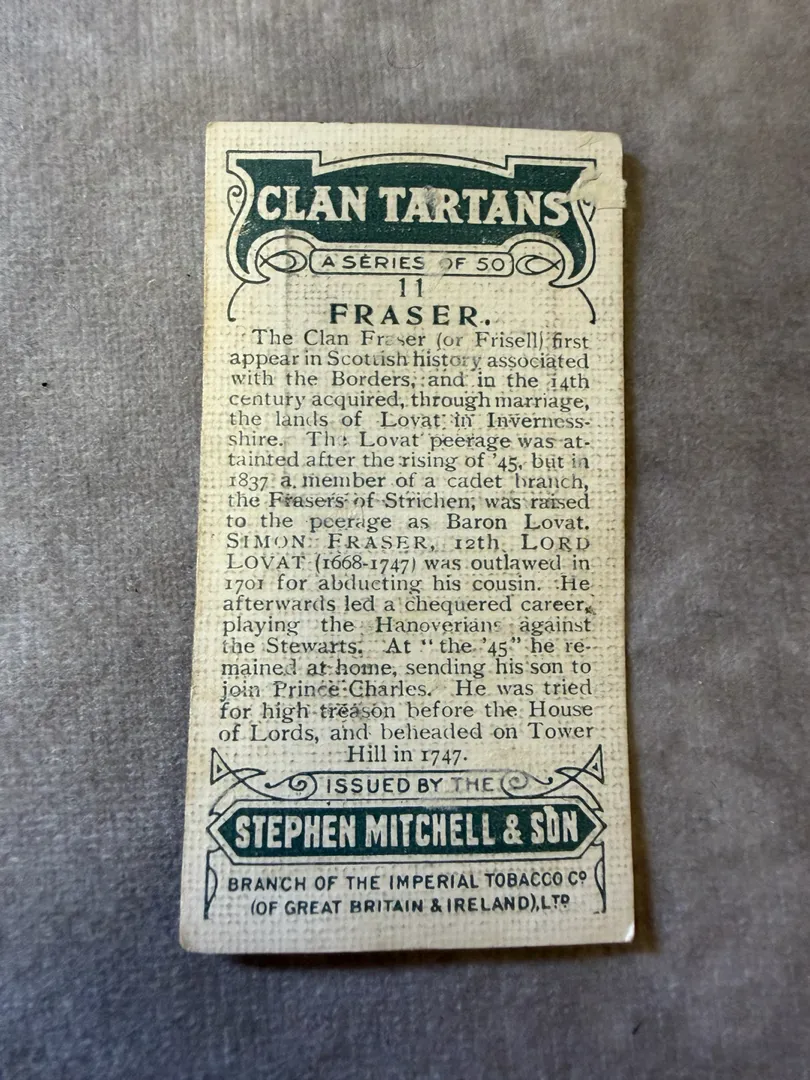 CLAN TARTANS
A SERIES OF 50
11
FRASER.
The Clan Fraser (or Frisell) first
appear in Scottish history associated
with the Borders, and in the 14th
century acquired, through marriage,
the lands of Lovat in Inverness-
shire. The Lovat peerage was at-
tainted after the rising of '45, but in
1837 a member of a cadet branch,
the Frasers of Strichen, was raised
to the peerage as Baron Lovat.
SIMON FRASER, 12th LORD
LOVAT (1668-1747) was outlawed in
1701 for abducting his cousin. He
afterwards led a chequered career,
playing the Hanoverians against
the Stewarts. At "the '45" he re-
mained at home, sending his son to
join Prince Charles. He was tried
for high treason before the House
of Lords, and beheaded on Tower
Hill in 1747.
ISSUED BY THE
STEPHEN MITCHELL & SON
BRANCH OF THE IMPERIAL TOBACCO Co
(OF GREAT BRITAIN & IRELAND), LTD